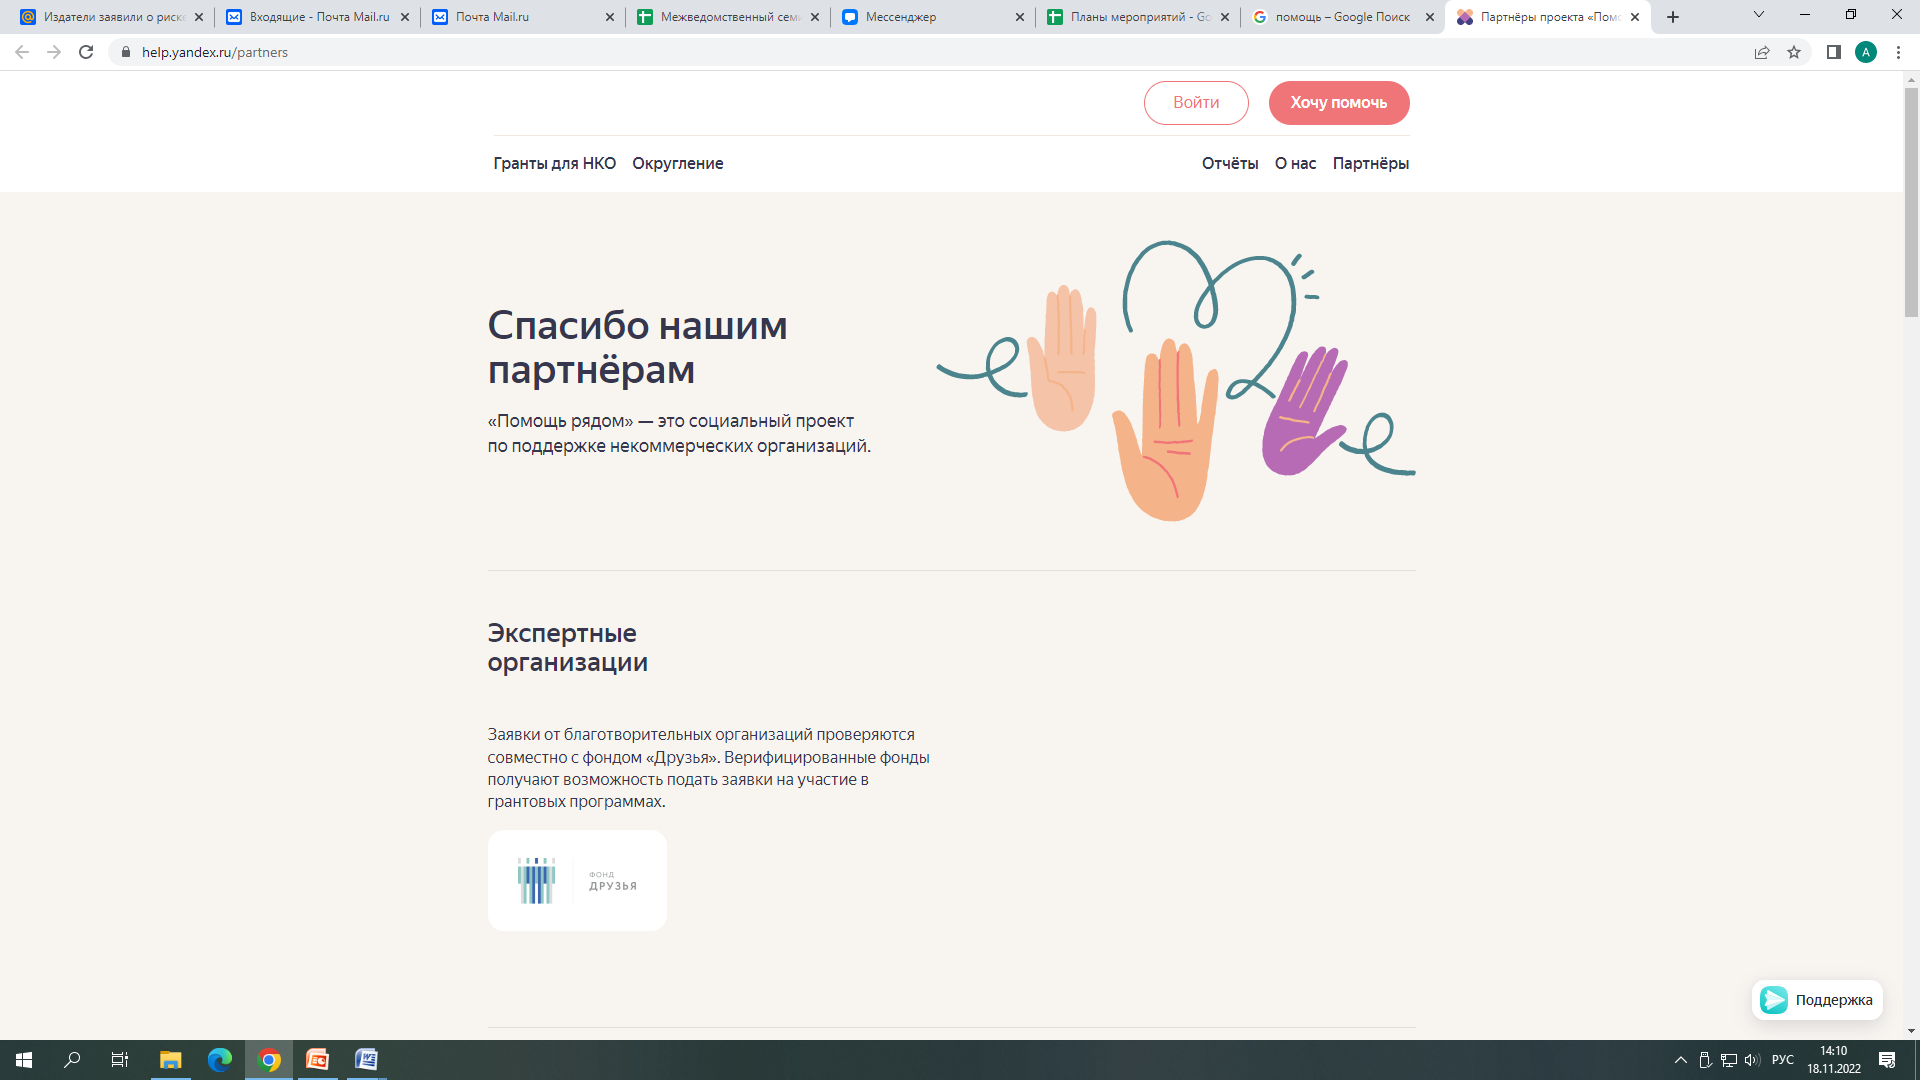 Издатели заявили о риске
Входящие - Почта Mail.ru
Почта Mail.ru
Межведомственный сем
Мессенджер
Планы мероприятий - Go
помощь – Google Поиск
Партнёры проекта «Пом
help.yandex.ru/partners
A
Войти
Хочу помочь
Гранты для НКО
Округление
Отчёты
О нас
Партнёры
Спасибо нашим
партнёрам
«Помощь рядом» — это социальный проект
по поддержке некоммерческих организаций.
Экспертные
организации
Заявки от благотворительных организаций проверяются
совместно с фондом «Друзья». Верифицированные фонды
получают возможность подать заявки на участие в
грантовых программах.
ФОНД
ДРУЗЬЯ
Поддержка
РУС
14:10
18.11.2022